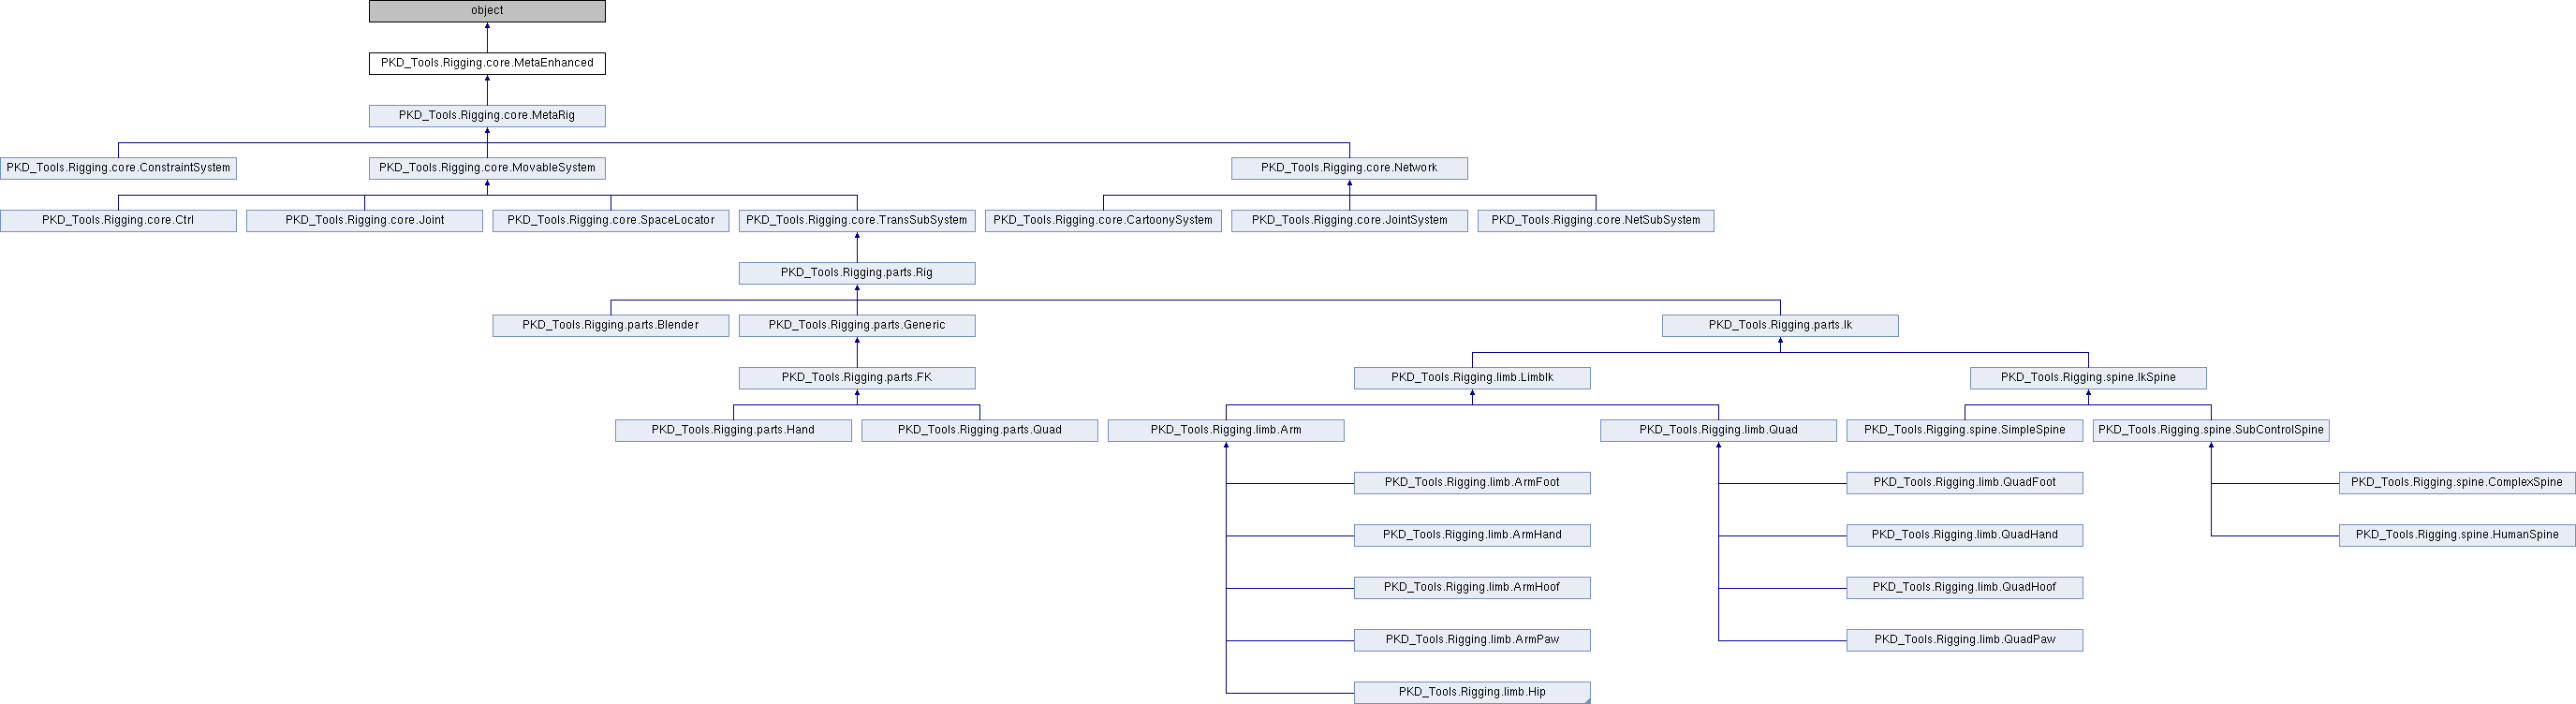 object
PKD_Tools.Rigging.core.MetaEnhanced
PKD_Tools.Rigging.core.MetaRig
PKD_Tools.Rigging.core.ConstraintSystem
PKD_Tools.Rigging.core.MovableSystem
PKD_Tools.Rigging.core.Network
PKD_Tools.Rigging.core.Ctrl
PKD_Tools.Rigging.core.Joint
PKD_Tools.Rigging.core.SpaceLocator
PKD_Tools.Rigging.core.TransSubSystem
PKD_Tools.Rigging.core.CartoonySystem
PKD_Tools.Rigging.core.JointSystem
PKD_Tools.Rigging.core.NetSubSystem
PKD_Tools.Rigging.parts.Rig
PKD_Tools.Rigging.parts.Blender
PKD_Tools.Rigging.parts.Generic
PKD_Tools.Rigging.parts.Ik
PKD_Tools.Rigging.parts.FK
PKD_Tools.Rigging.limb.LimbIk
PKD_Tools.Rigging.spine.IkSpine
PKD_Tools.Rigging.parts.Hand
PKD_Tools.Rigging.parts.Quad
PKD_Tools.Rigging.limb.Arm
PKD_Tools.Rigging.limb.Quad
PKD_Tools.Rigging.spine.SimpleSpine
PKD_Tools.Rigging.spine.SubControlSpine
PKD_Tools.Rigging.limb.ArmFoot
PKD_Tools.Rigging.limb.QuadFoot
PKD_Tools.Rigging.spine.ComplexSpine
PKD_Tools.Rigging.limb.ArmHand
PKD_Tools.Rigging.limb.QuadHand
PKD_Tools.Rigging.spine.HumanSpine
PKD_Tools.Rigging.limb.ArmHoof
PKD_Tools.Rigging.limb.QuadHoof
PKD_Tools.Rigging.limb.ArmPaw
PKD_Tools.Rigging.limb.QuadPaw
PKD_Tools.Rigging.limb.Hip